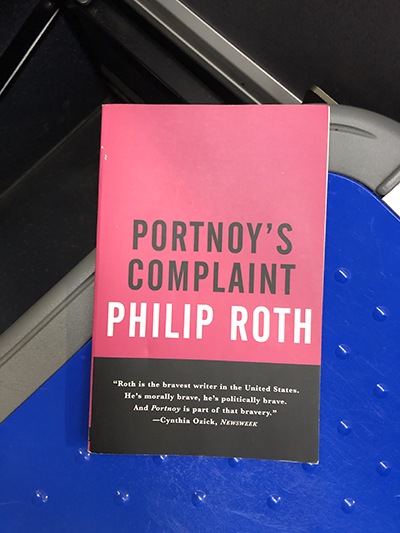 PORTNOY'S
COMPLAINT
PHILIP ROTH
“Roth is the bravest writer in the United States.
He's morally brave, he's politically brave.
And Portnoy is part of that bravery.”
—Cynthia Ozick, NEWSWEEK